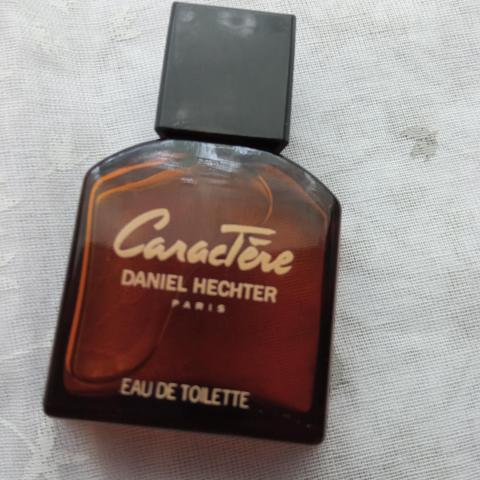 Caractère
DANIEL HECHTER
PARIS
EAU DE TOILETTE